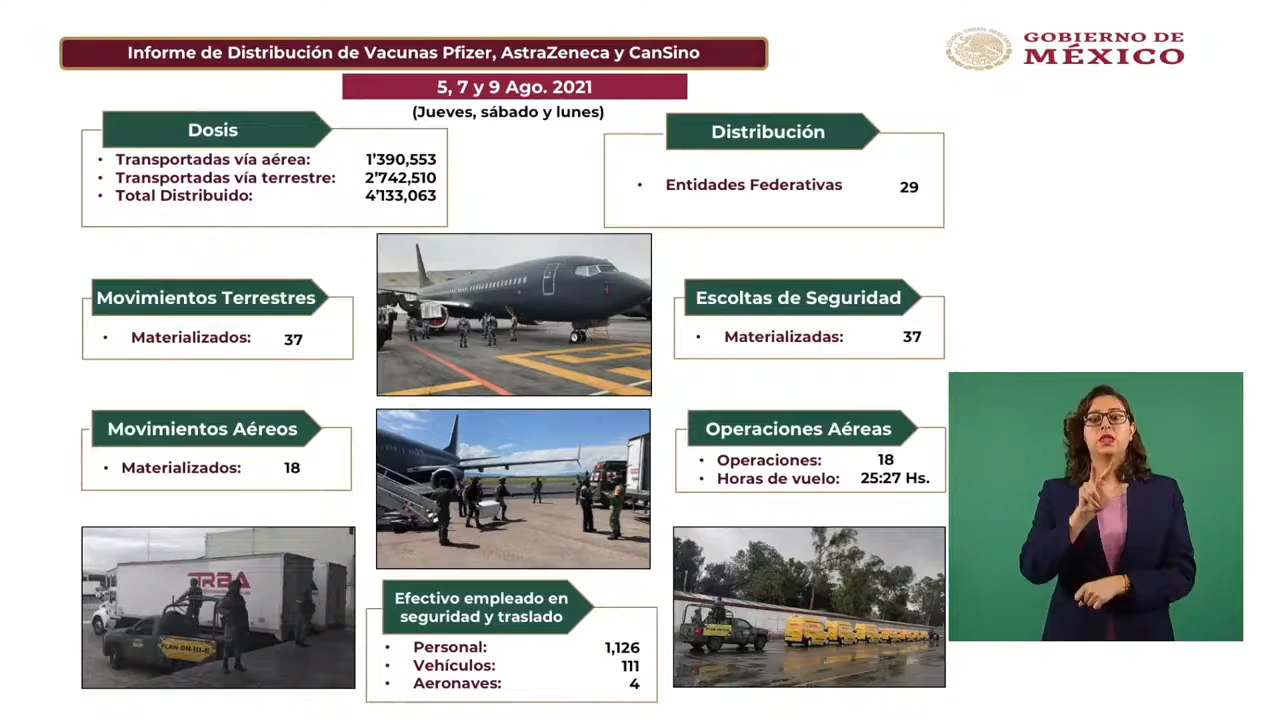 Informe de Distribución de Vacunas Pfizer, AstraZeneca y CanSino
GOBIERNO DE
MÉXICO
5, 7 y 9 Ago. 2021
(Jueves, sábado y lunes)
Dosis
• Transportadas vía aérea: 1’390,553
• Transportadas vía terrestre: 2’742,510
• Total Distribuido: 4’133,063
Distribución
• Entidades Federativas 29
Movimientos Terrestres
• Materializados: 37
Escoltas de Seguridad
• Materializadas: 37
Movimientos Aéreos
• Materializados: 18
Operaciones Aéreas
• Operaciones: 18
• Horas de vuelo: 25:27 Hs.
TRBA
PLAN DN-III-E
Efectivo empleado en
seguridad y traslado
• Personal: 1,126
• Vehículos: 111
• Aeronaves: 4